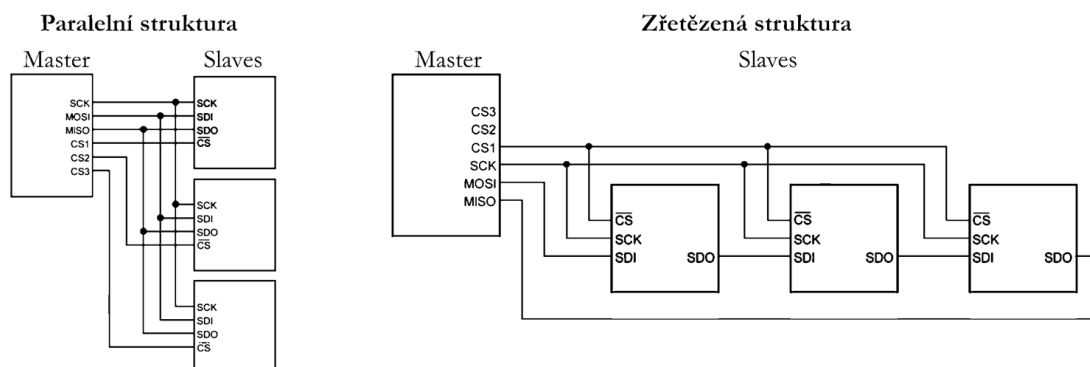 Paralelní struktura
Master
Slaves
SCK
MOSI
MISO
CS1
CS2
CS3
SCK
SDI
SDO
CS
SCK
SDI
SDO
CS
SCK
SDI
SDO
CS
Zřetězená struktura
Master
Slaves
CS3
CS2
CS1
SCK
MOSI
MISO
CS
SCK
SDI
SDO
CS
SCK
SDI
SDO
CS
SCK
SDI
SDO